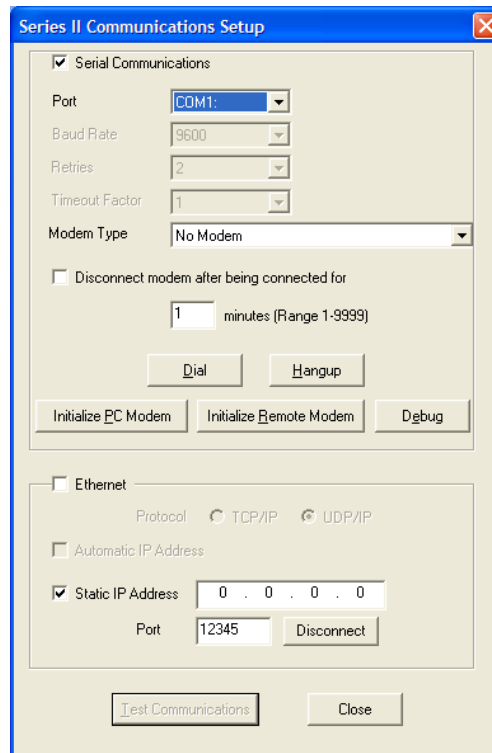 Series II Communications Setup
Serial Communications
Port COM1:
Baud Rate 9600
Retries 2
Timeout Factor 1
Modem Type No Modem
Disconnect modem after being connected for
1 minutes (Range 1-9999)
Dial Hangup
Initialize PC Modem Initialize Remote Modem Debug
Ethernet
Protocol TCP/IP UDP/IP
Automatic IP Address
Static IP Address 0 . 0 . 0 . 0
Port 12345 Disconnect
Test Communications Close